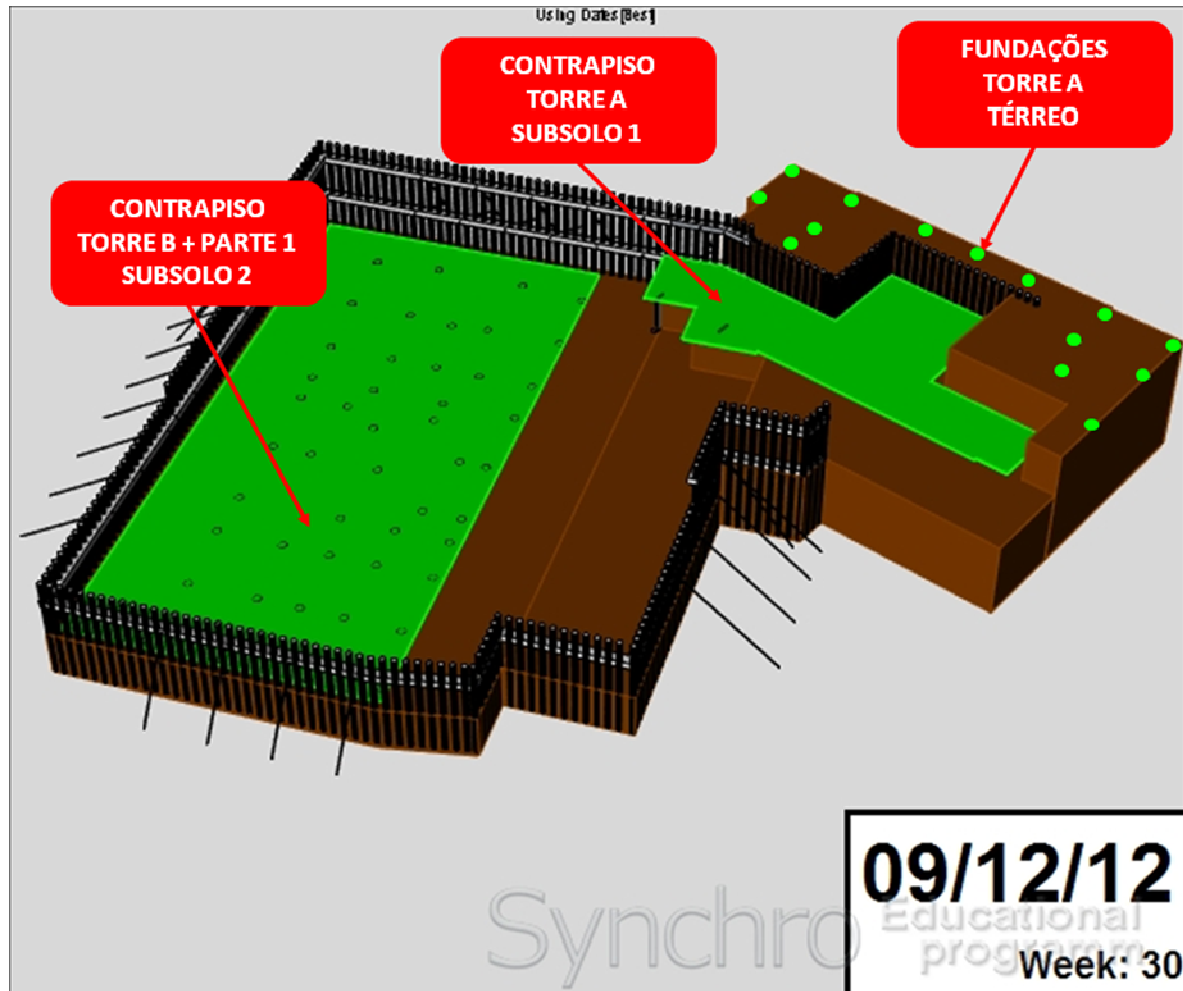 Using Dates[Best]
CONTRAPISO
TORRE A
SUBSOLO 1
FUNDAÇÕES
TORRE A
TÉRREO
CONTRAPISO
TORRE B + PARTE 1
SUBSOLO 2
09/12/12
Synchro Educational
programm
Week: 30